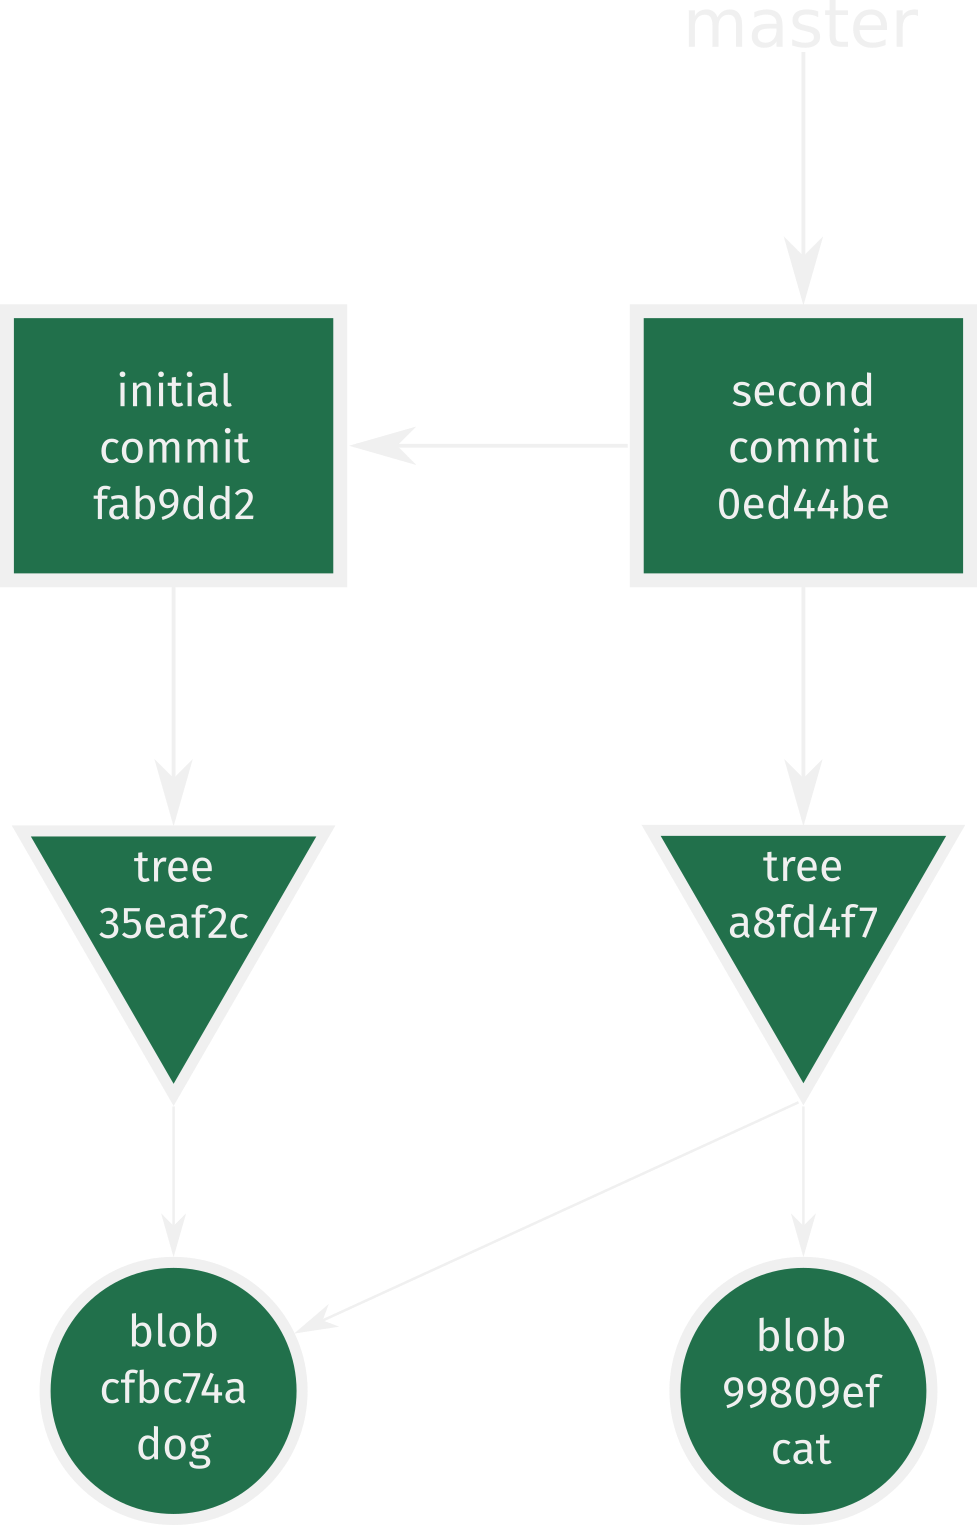 master
initial
commit
fab9dd2
second
commit
0ed44be
tree
35eaf2c
tree
a8fd4f7
blob
cfbc74a
dog
blob
99809ef
cat